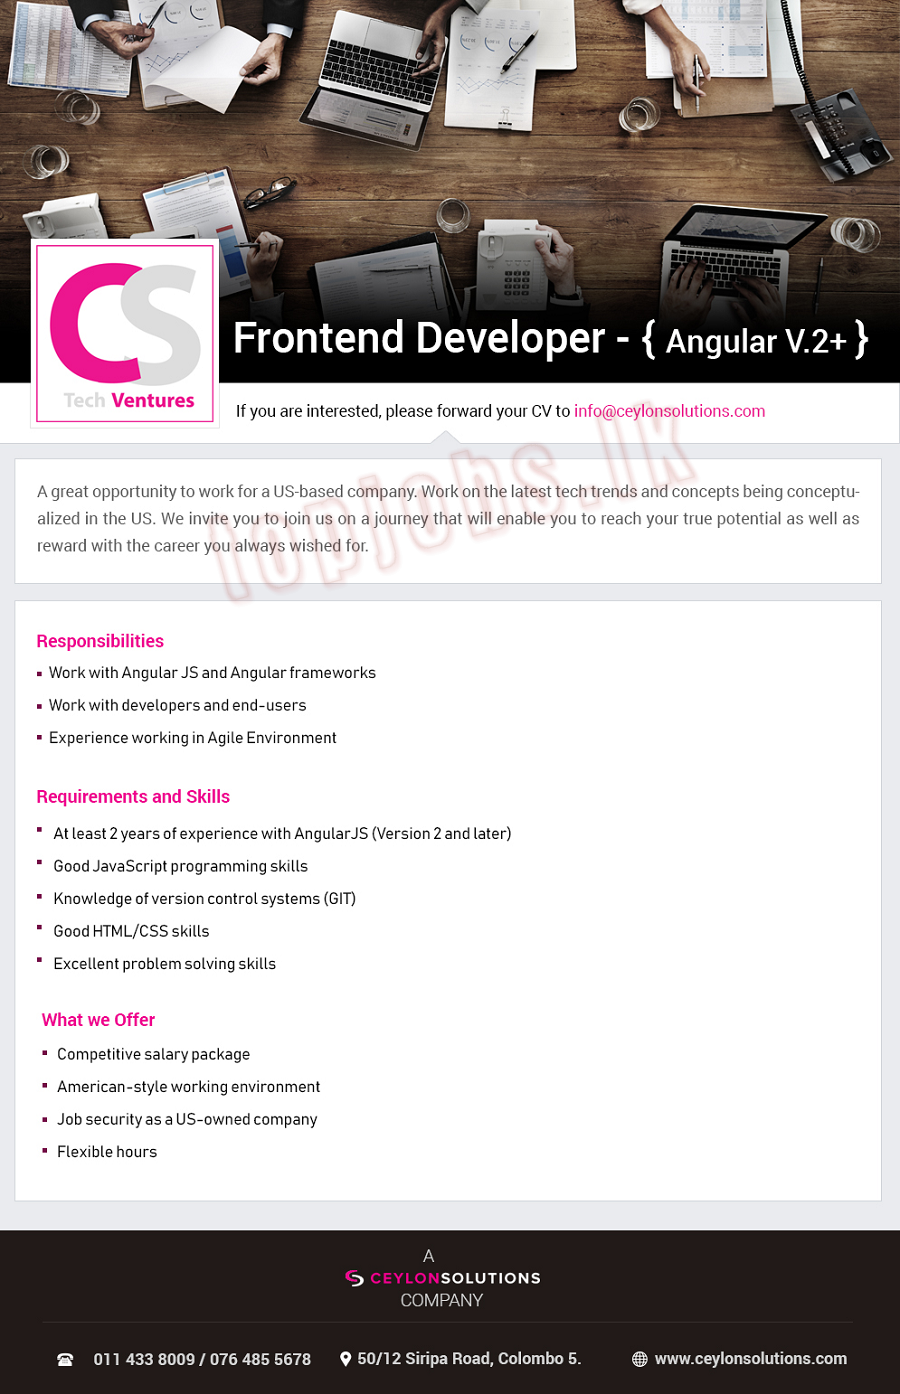 CS
Tech Ventures
Frontend Developer - { Angular V.2+ }
If you are interested, please forward your CV to info@ceylonsolutions.com
topjobs.lk
A great opportunity to work for a US-based company. Work on the latest tech trends and concepts being conceptu-
alized in the US. We invite you to join us on a journey that will enable you to reach your true potential as well as
reward with the career you always wished for.
Responsibilities
Work with Angular JS and Angular frameworks
Work with developers and end-users
Experience working in Agile Environment
Requirements and Skills
At least 2 years of experience with AngularJS (Version 2 and later)
Good JavaScript programming skills
Knowledge of version control systems (GIT)
Good HTML/CSS skills
Excellent problem solving skills
What we Offer
Competitive salary package
American-style working environment
Job security as a US-owned company
Flexible hours
A
CEYLONSOLUTIONS
COMPANY
011 433 8009 / 076 485 5678
50/12 Siripa Road, Colombo 5.
www.ceylonsolutions.com